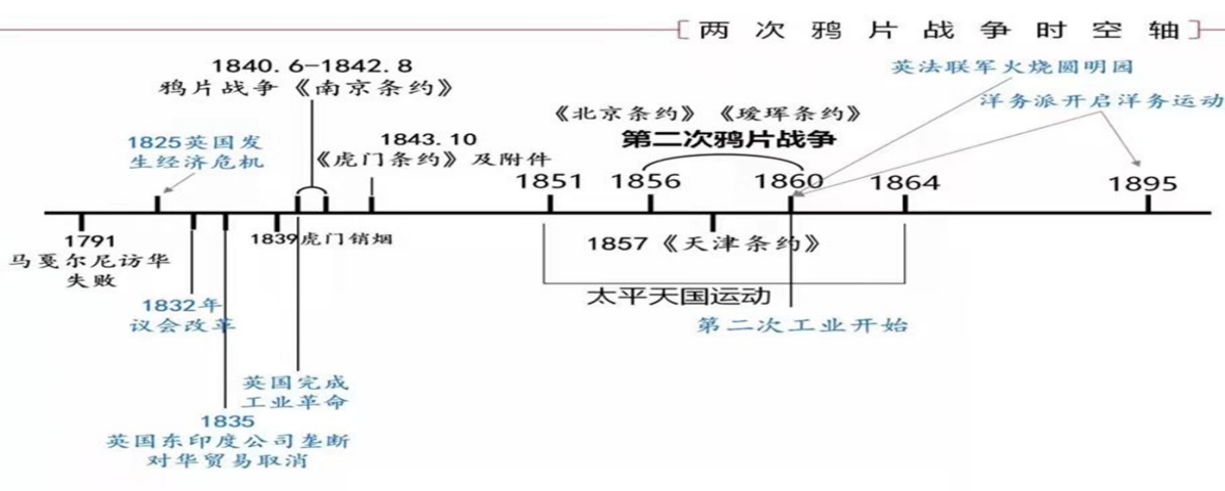 [两次鸦片战争时空轴]
1840.6-1842.8
鸦片战争《南京条约》
英法联军火烧圆明园
洋务派开启洋务运动
《北京条约》《瑷珲条约》
第二次鸦片战争
1825英国发
生经济危机
1843.10
《虎门条约》及附件
1851
1856
1860
1864
1895
1791
马戛尔尼访华
失败
1839虎门销烟
1857《天津条约》
太平天国运动
1832年
议会改革
第二次工业开始
英国完成
工业革命
1835
英国东印度公司垄断
对华贸易取消